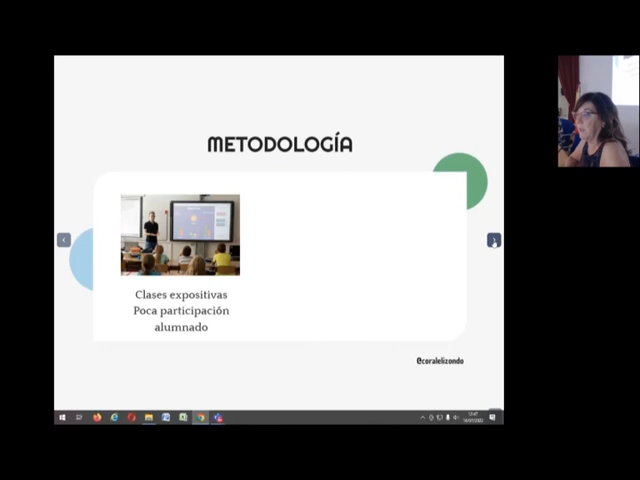 METODOLOGÍA
Clases expositivas
Poca participación
alumnado
@coralelizondo